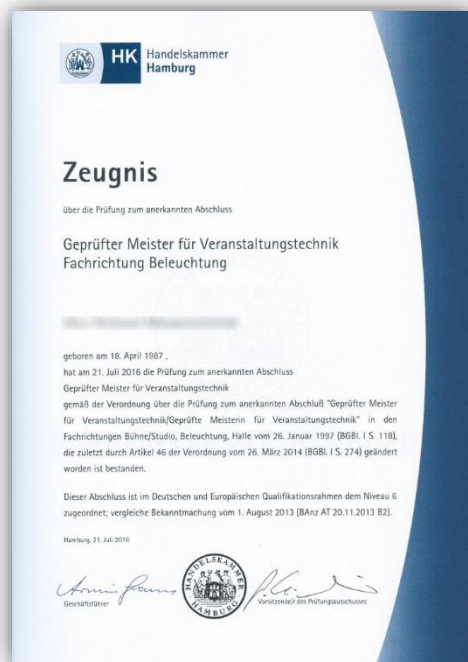 HK Handelskammer
Hamburg
Zeugnis
über die Prüfung zum anerkannten Abschluss
Geprüfter Meister für Veranstaltungstechnik
Fachrichtung Beleuchtung
geboren am 18. April 1987 ,
hat am 21. Juli 2016 die Prüfung zum anerkannten Abschluss
Geprüfter Meister für Veranstaltungstechnik
gemäß der Verordnung über die Prüfung zum anerkannten Abschluß "Geprüfter Meister
für Veranstaltungstechnik/Geprüfte Meisterin für Veranstaltungstechnik" in den
Fachrichtungen Bühne/Studio, Beleuchtung, Halle vom 26. Januar 1997 (BGBl. I S. 118),
die zuletzt durch Artikel 46 der Verordnung vom 26. März 2014 (BGBl. I S. 274) geändert
worden ist bestanden.
Dieser Abschluss ist im Deutschen und Europäischen Qualifikationsrahmen dem Niveau 6
zugeordnet; vergleiche Bekanntmachung vom 1. August 2013 (BAnz AT 20.11.2013 B2).
Hamburg, 21. Juli 2016
HANDELSKAMMER
HAMBURG
Geschäftsführer
Vorsitzende/r des Prüfungsausschusses